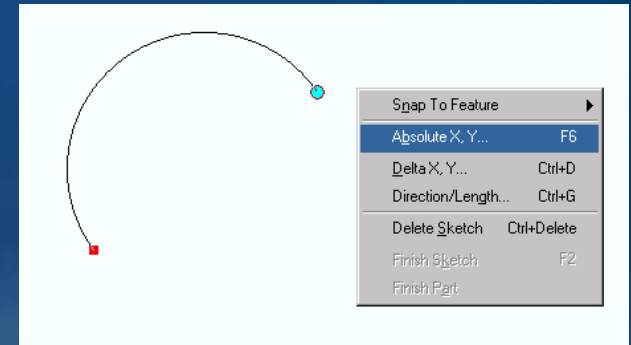 Snap To Feature
Absolute X, Y... F6
Delta X, Y... Ctrl+D
Direction/Length... Ctrl+G
Delete Sketch Ctrl+Delete
Finish Sketch F2
Finish Part